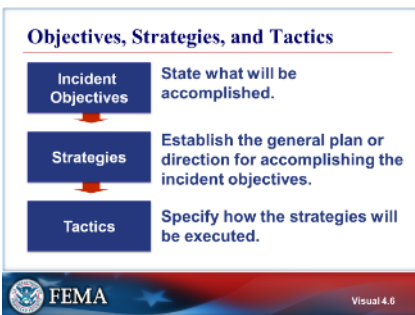 Objectives, Strategies, and Tactics
Incident
Objectives
State what will be
accomplished.
Strategies
Establish the general plan or
direction for accomplishing the
incident objectives.
Tactics
Specify how the strategies will
be executed.
FEMA
Visual 4.6